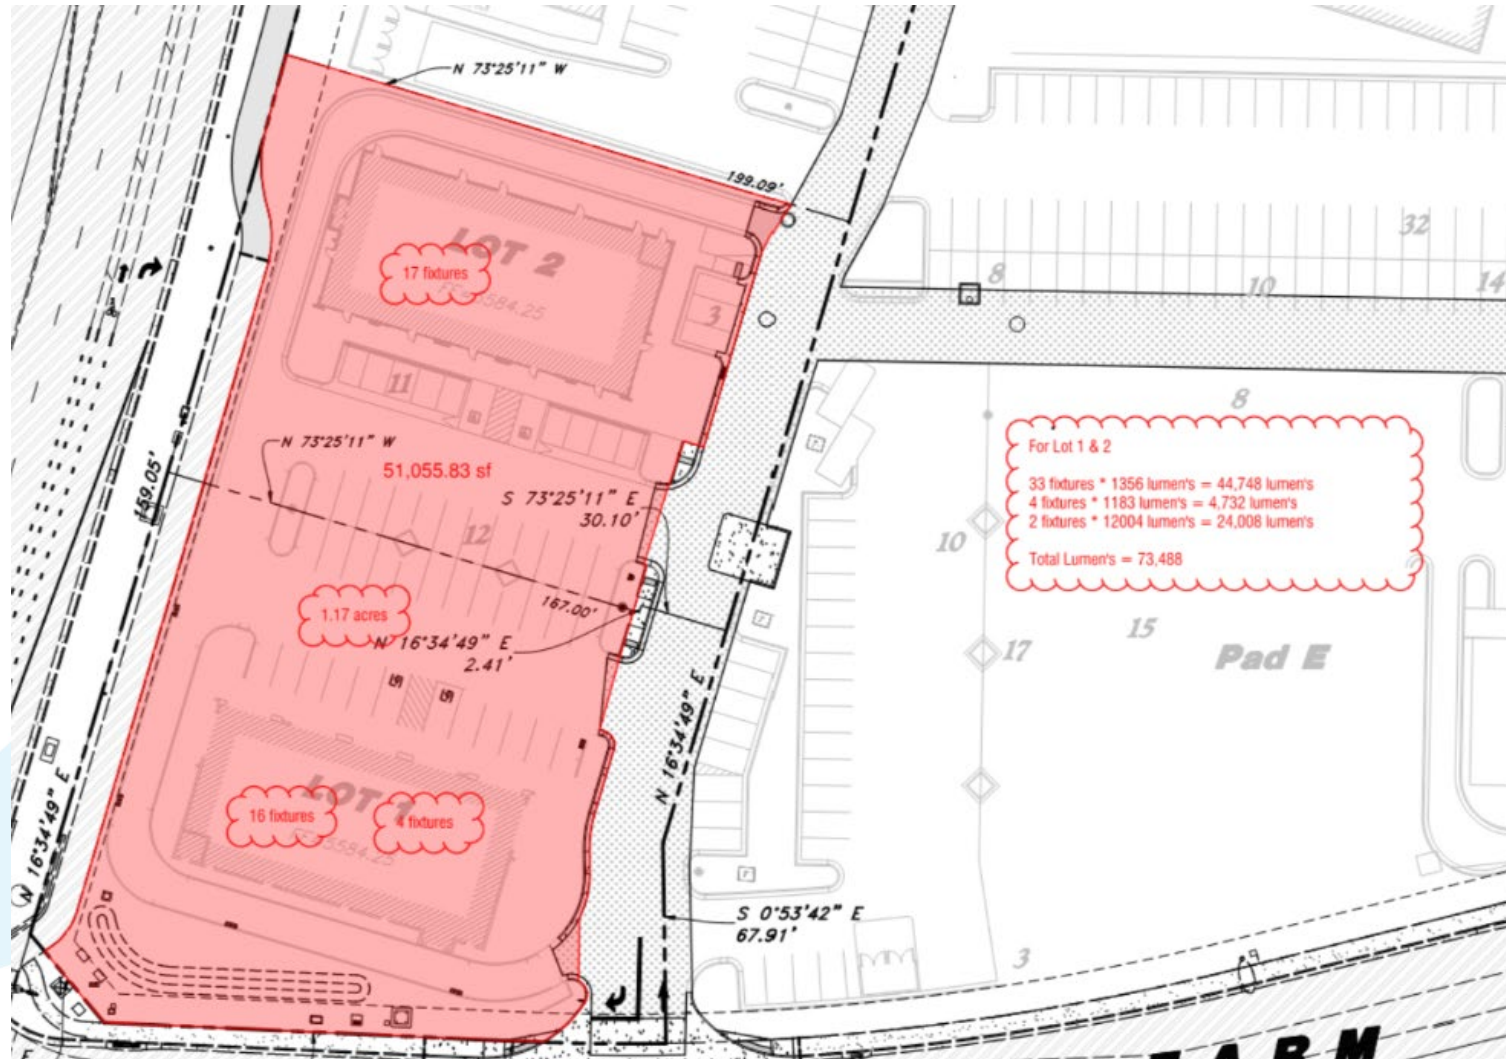 N 73°25'11" W
199.09'
LOT 2
17 fixtures
3
11
32
8
10
14
8
N 73°25'11" W
51,055.83 sf
159.05'
S 73°25'11" E
30.10'
12
167.00'
1.17 acres
N 16°34'49" E
2.41'
For Lot 1 & 2
33 fixtures * 1356 lumen's = 44,748 lumen's
4 fixtures * 1183 lumen's = 4,732 lumen's
2 fixtures * 12004 lumen's = 24,008 lumen's
Total Lumen's = 73,488
10
17
15
Pad E
N 16°34'49" E
N 16°34'49" E
LOT 1
16 fixtures
4 fixtures
S 0°53'42" E
67.91'
3
ARM